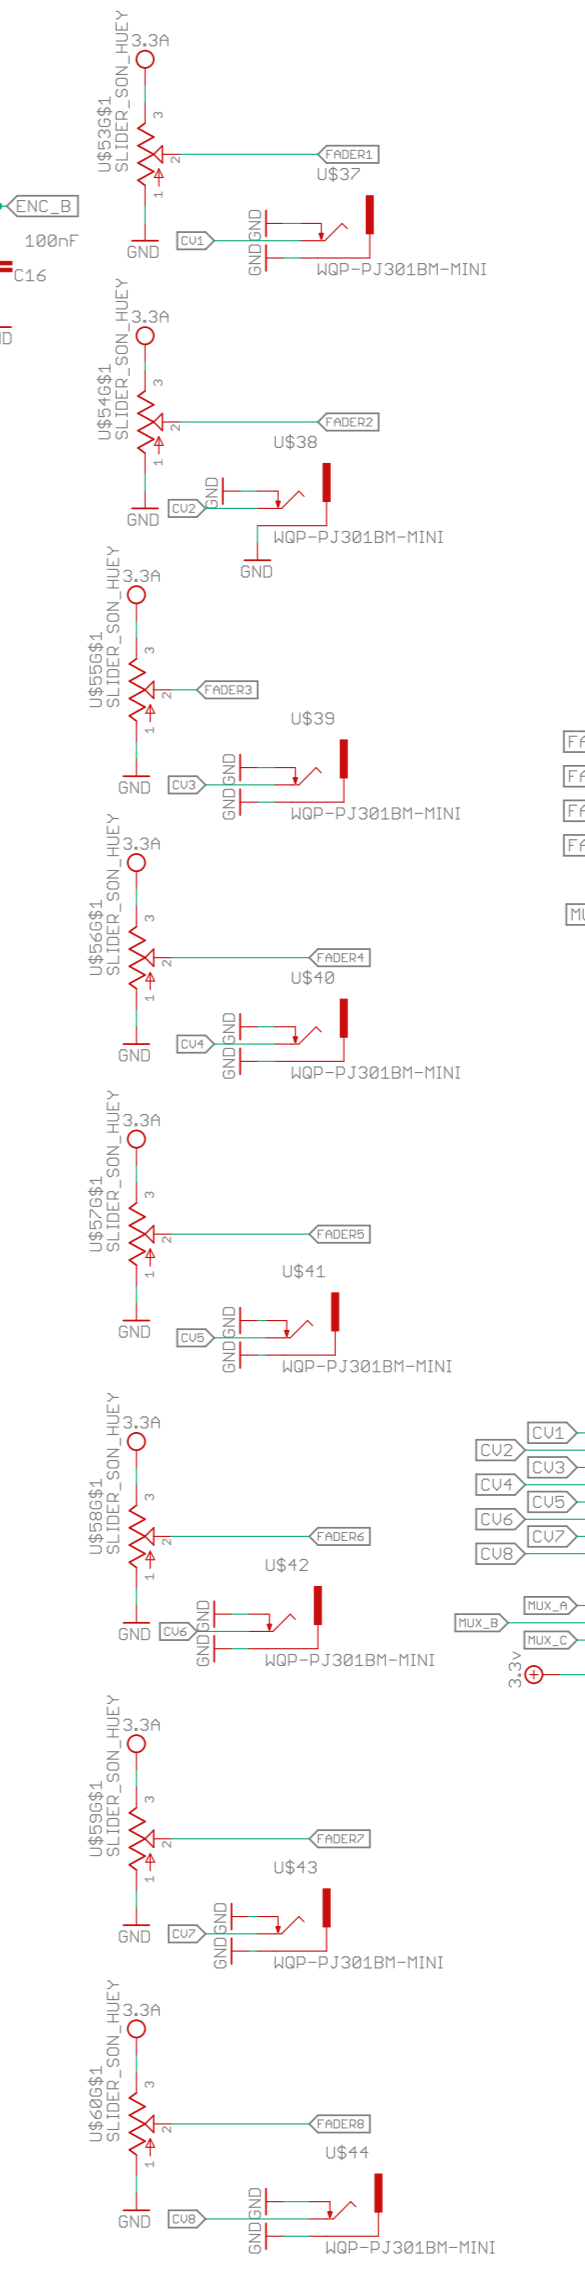 3.3A
U$53G$1
SLIDER_SON_HUEY
3
2
1
FADER1
U$37
ENC_B
100nF
C16
GND
CV1
GND
GND
WQP-PJ301BM-MINI
3.3A
U$54G$1
SLIDER_SON_HUEY
3
2
1
FADER2
U$38
GND
CV2
GND
WQP-PJ301BM-MINI
GND
3.3A
U$55G$1
SLIDER_SON_HUEY
3
2
1
FADER3
U$39
GND
CV3
GND
GND
WQP-PJ301BM-MINI
3.3A
U$56G$1
SLIDER_SON_HUEY
3
2
1
FADER4
U$40
GND
CV4
GND
GND
WQP-PJ301BM-MINI
3.3A
U$57G$1
SLIDER_SON_HUEY
3
2
1
FADER5
U$41
GND
CV5
GND
GND
WQP-PJ301BM-MINI
3.3A
U$58G$1
SLIDER_SON_HUEY
3
2
1
FADER6
U$42
GND
CV6
GND
GND
WQP-PJ301BM-MINI
CV1
CV2
CV3
CV4
CV5
CV6
CV7
CV8
MUX_A
MUX_B
MUX_C
3.3v
3.3A
U$59G$1
SLIDER_SON_HUEY
3
2
1
FADER7
U$43
GND
CV7
GND
GND
WQP-PJ301BM-MINI
3.3A
U$60G$1
SLIDER_SON_HUEY
3
2
1
FADER8
U$44
GND
CV8
GND
GND
WQP-PJ301BM-MINI